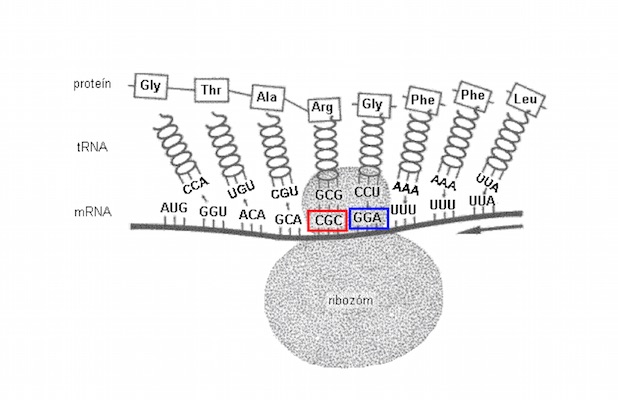 proteín Gly Thr Ala Arg Gly Phe Phe Leu
tRNA
CCA UGU CGU GCG CCU AAA AAA UUA
mRNA AUG GGU ACA GCA CGC GGA UUU UUU UUA
ribozóm